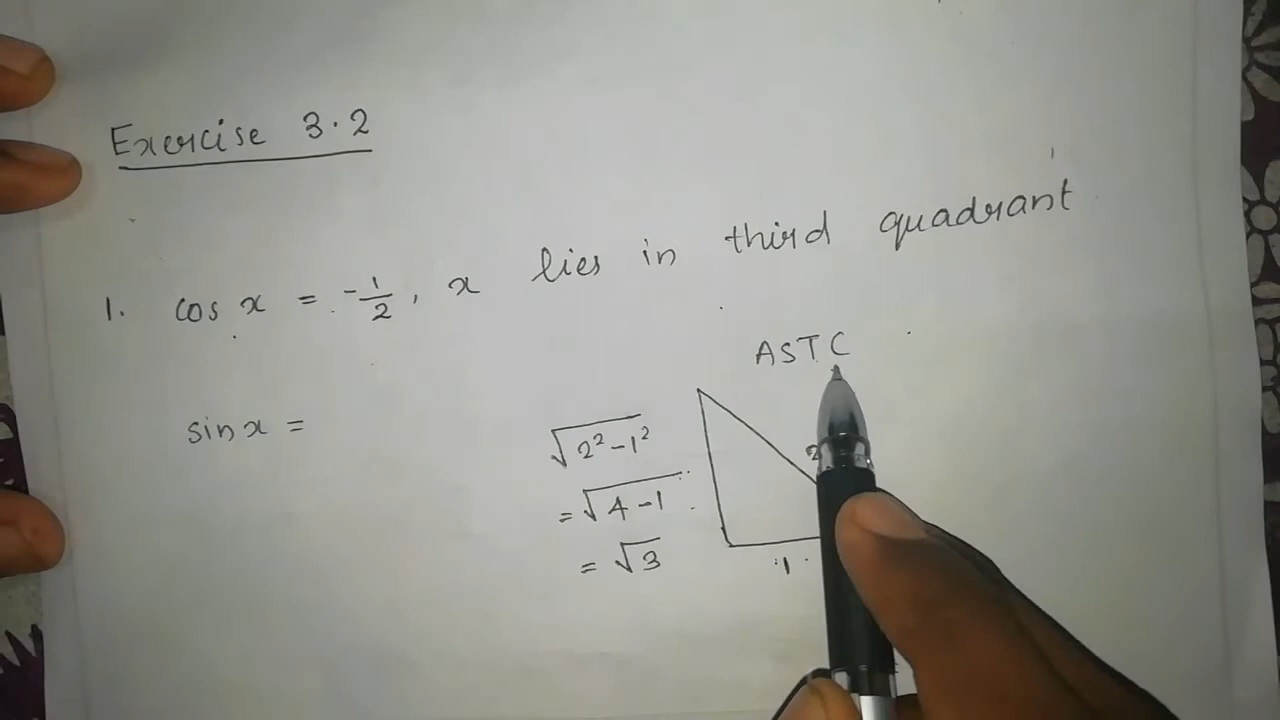 Exercise 3.2
1. cos x = -1/2, x lies in third quadrant
ASTC
sin x =
√(2² - 1²)
= √(4 - 1)
= √3
2
1